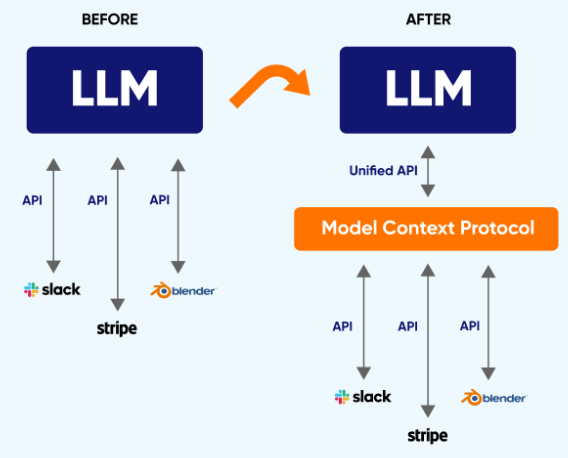 BEFORE
AFTER
LLM
LLM
API
API
API
Unified API
Model Context Protocol
slack
blender
stripe
API
API
API
slack
blender
stripe